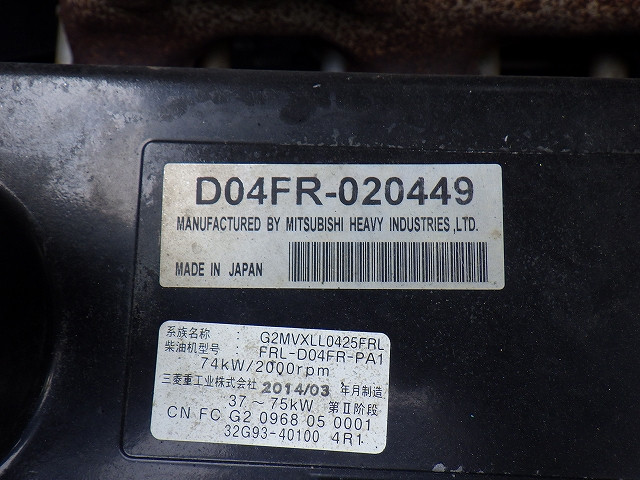 D04FR-020449
MANUFACTURED BY MITSUBISHI HEAVY INDUSTRIES ,LTD.
MADE IN JAPAN
系族名称 : G2MVXLL0425FRL
柴油机型号 : FRL-D04FR-PA1
74kW/2000rpm
三菱重工业株式会社 2014/03 年月制造
37～75kW 第Ⅱ阶段
CN FC G2 0968 05 0001
32G93-40100 4R1